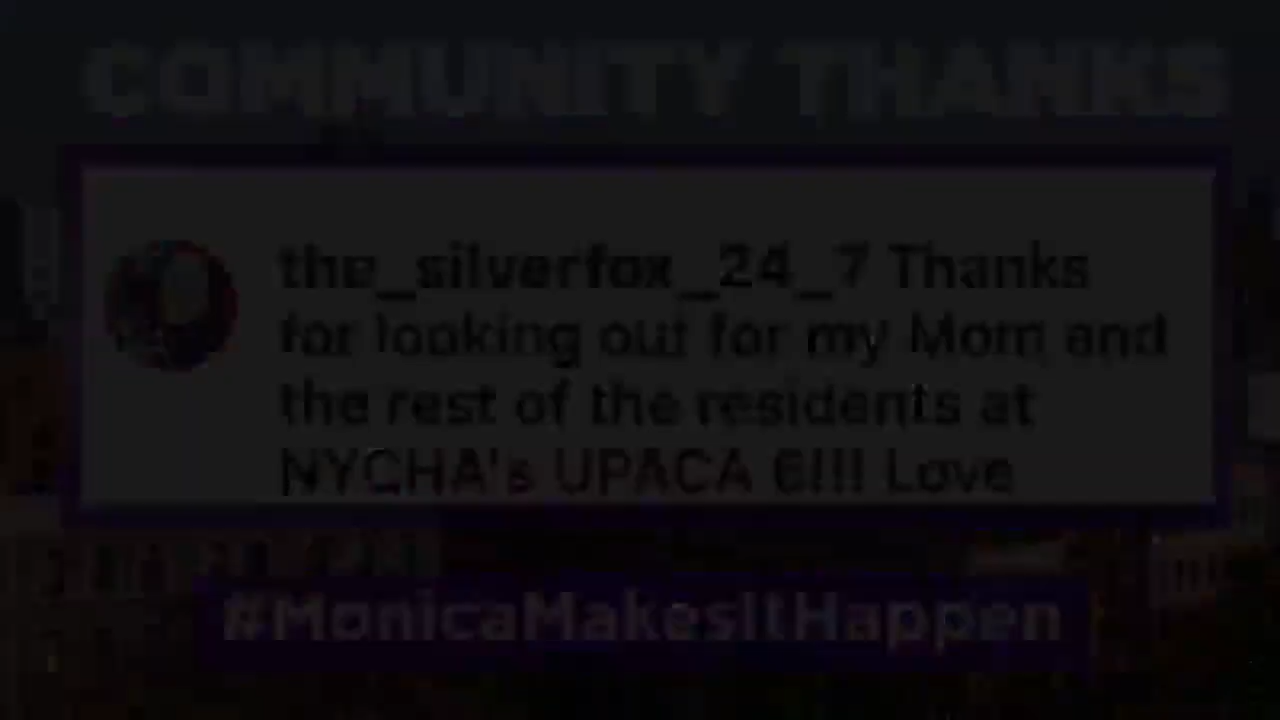 COMMUNITY THANKS
the_silverfox_24_7 Thanks
for looking out for my Mom and
the rest of the residents at
NYCHA's UPACA 6!!! Love
#MonicaMakesItHappen